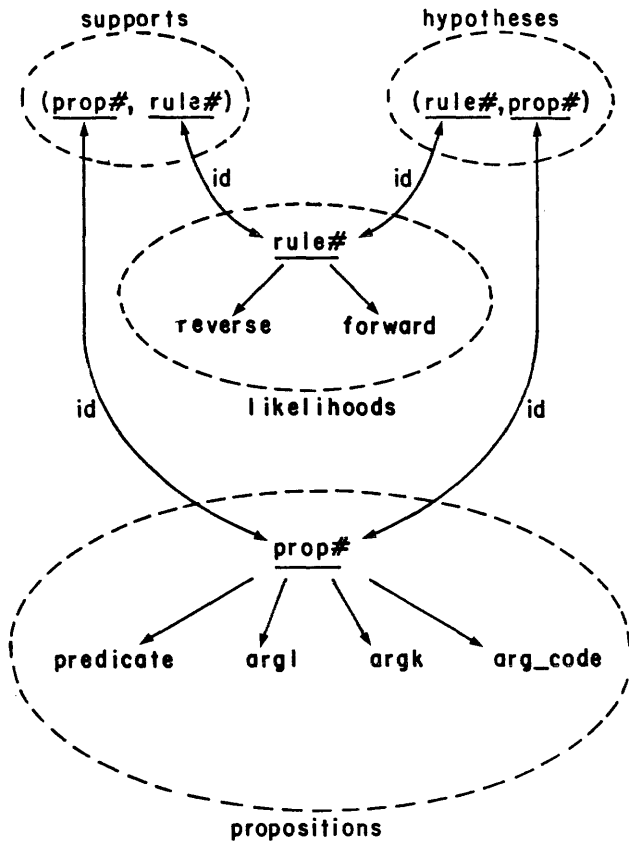 supports hypotheses
(prop#, rule#) (rule#,prop#)
id id
rule#
reverse forward
id likelihoods id
prop#
predicate arg1 argk arg_code
propositions